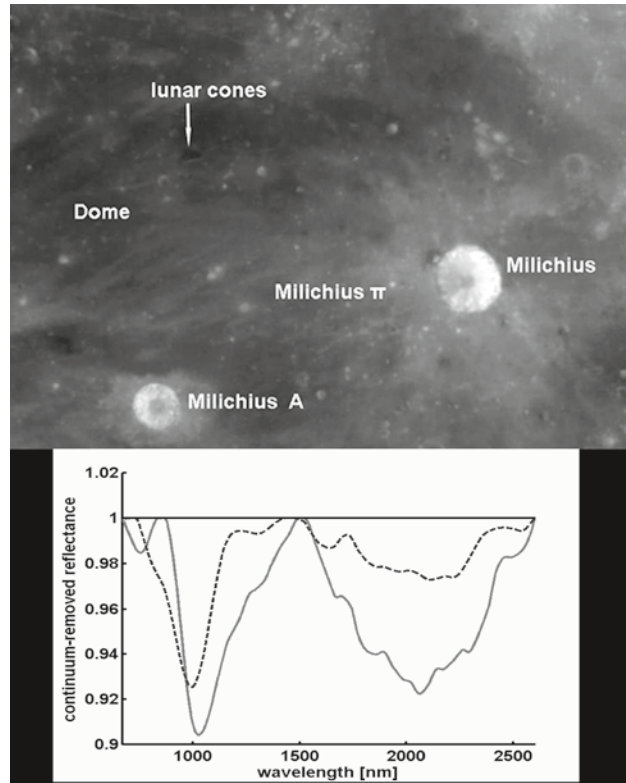 lunar cones
Dome
Milichius
Milichius π
Milichius A
1.02
1
0.98
0.96
0.94
0.92
0.9
continuum-removed reflectance
1000
1500
2000
2500
wavelength [nm]